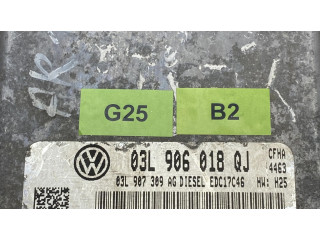 G25 B2
03L 906 018 QJ CFHA
4463
03L 907 309 AG DIESEL EDC17C46 HW: H25